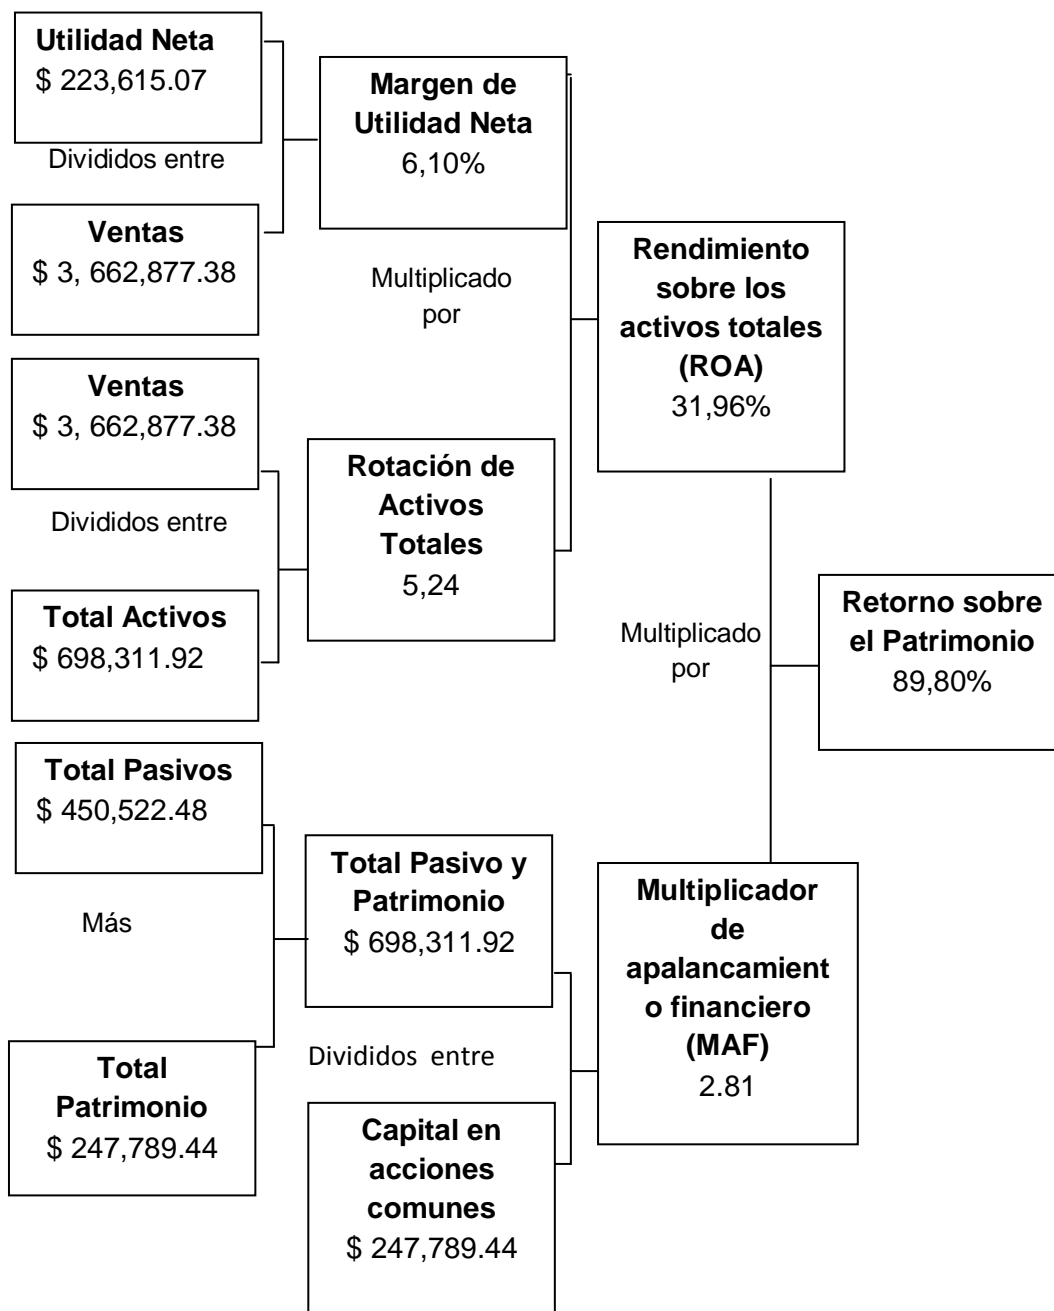 Utilidad Neta
$ 223,615.07
Divididos entre
Ventas
$ 3, 662,877.38
Margen de
Utilidad Neta
6,10%
Multiplicado
por
Ventas
$ 3, 662,877.38
Divididos entre
Total Activos
$ 698,311.92
Rotación de
Activos
Totales
5,24
Rendimiento
sobre los
activos totales
(ROA)
31,96%
Multiplicado
por
Retorno sobre
el Patrimonio
89,80%
Total Pasivos
$ 450,522.48
Más
Total
Patrimonio
$ 247,789.44
Total Pasivo y
Patrimonio
$ 698,311.92
Divididos entre
Capital en
acciones
comunes
$ 247,789.44
Multiplicador
de
apalancamient
o financiero
(MAF)
2.81